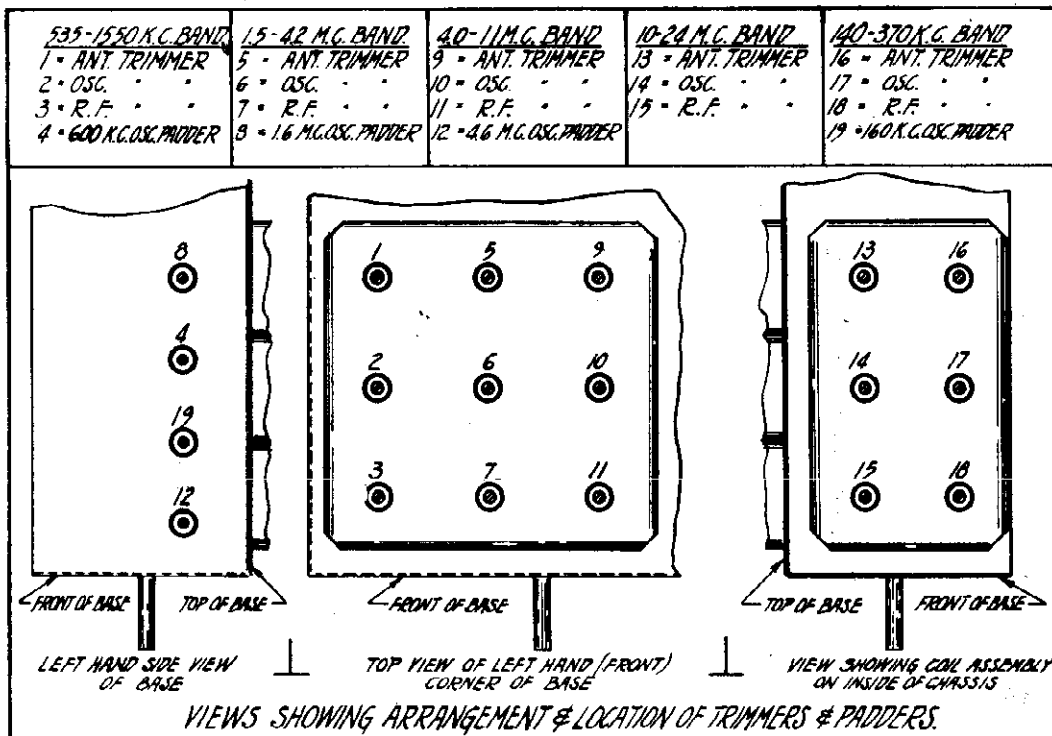 535-1550 K.C. BAND
1 = ANT. TRIMMER
2 = OSC. " "
3 = R.F. " "
4 = 600 K.C. OSC. PADDER
1.5-4.2 M.C. BAND
5 = ANT. TRIMMER
6 = OSC. " "
7 = R.F. " "
8 = 1.6 M.C. OSC. PADDER
4.0-11 M.C. BAND
9 = ANT. TRIMMER
10 = OSC. " "
11 = R.F. " "
12 = 4.6 M.C. OSC. PADDER
10-24 M.C. BAND
13 = ANT. TRIMMER
14 = OSC. " "
15 = R.F. " "
140-370 K.C. BAND
16 = ANT. TRIMMER
17 = OSC. " "
18 = R.F. " "
19 = 160 K.C. OSC. PADDER
8
4
19
12
FRONT OF BASE TOP OF BASE
LEFT HAND SIDE VIEW
OF BASE
1 5 9
2 6 10
3 7 11
FRONT OF BASE
TOP VIEW OF LEFT HAND (FRONT)
CORNER OF BASE
13 16
14 17
15 18
TOP OF BASE FRONT OF BASE
VIEW SHOWING COIL ASSEMBLY
ON INSIDE OF CHASSIS
VIEWS SHOWING ARRANGEMENT & LOCATION OF TRIMMERS & PADDERS.